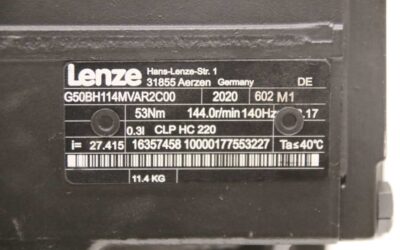 Lenze Hans-Lenze-Str. 1
31855 Aerzen Germany DE
G50BH114MVAR2C00 2020 602 M1
53Nm 144.0r/min 140Hz .17
0.3l CLP HC 220
i= 27.415 16357458 10000177553227 Ta≤40℃
11.4 KG